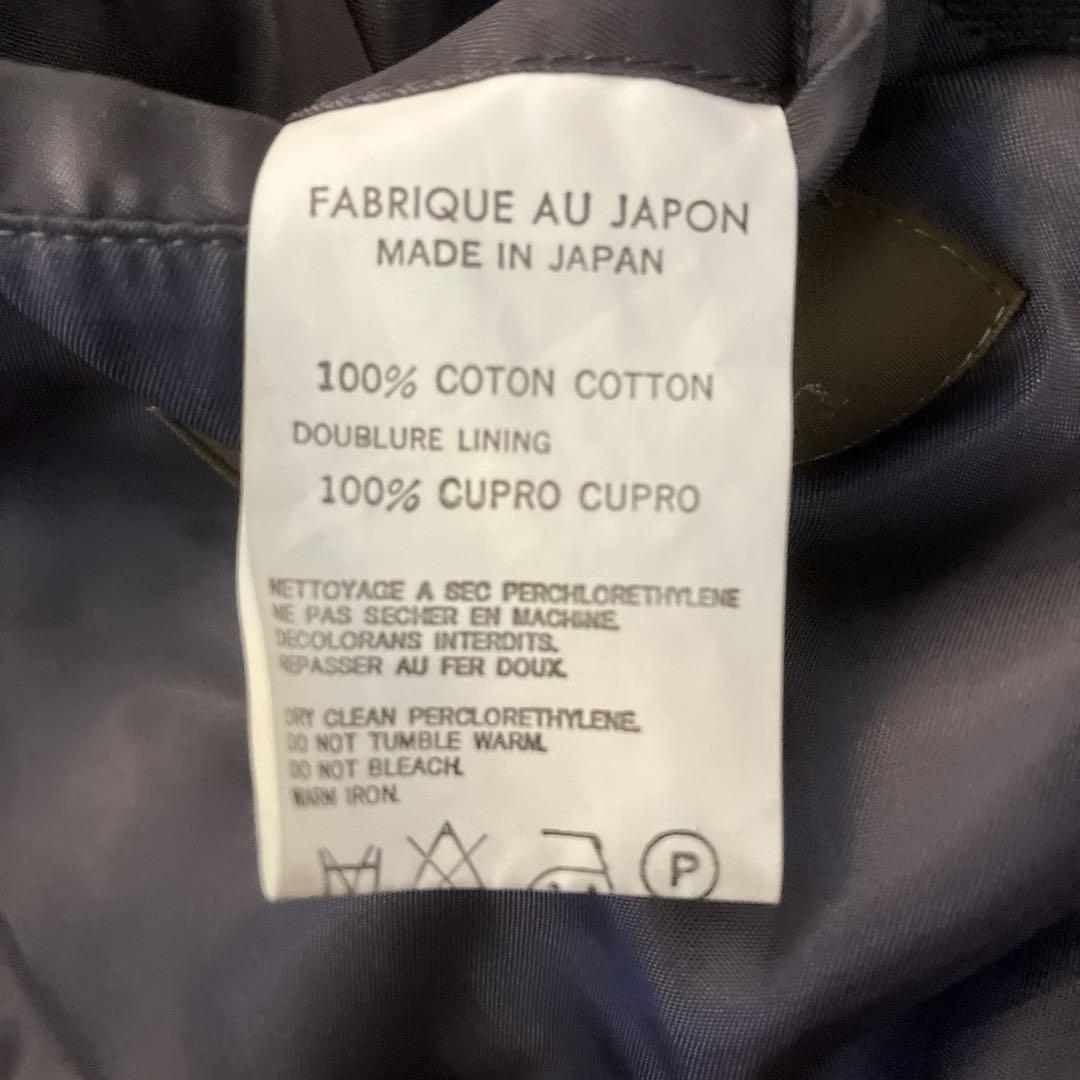 FABRIQUE AU JAPON
MADE IN JAPAN
100% COTON COTTON
DOUBLURE LINING
100% CUPRO CUPRO
NETTOYAGE A SEC PERCHLORETHYLENE
NE PAS SECHER EN MACHINE.
DECOLORANS INTERDITS.
REPASSER AU FER DOUX.
DRY CLEAN PERCLORETHYLENE.
DO NOT TUMBLE WARM.
DO NOT BLEACH.
WARM IRON.
P